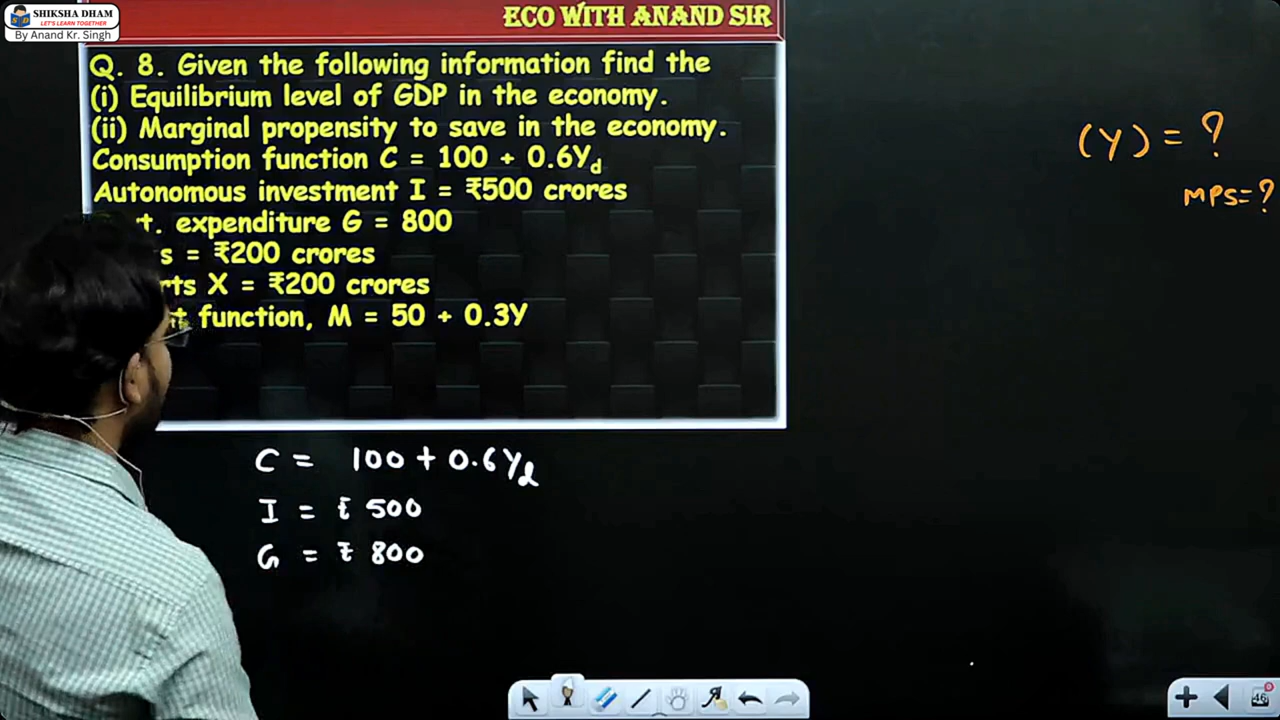 SHIKSHA DHAM
LET'S LEARN TOGETHER
By Anand Kr. Singh
ECO WITH ANAND SIR
Q. 8. Given the following information find the
(i) Equilibrium level of GDP in the economy.
(ii) Marginal propensity to save in the economy.
Consumption function C = 100 + 0.6Yd
Autonomous investment I = ₹500 crores
t. expenditure G = 800
s = ₹200 crores
rts X = ₹200 crores
t function, M = 50 + 0.3Y
(Y) = ?
MPS = ?
C = 100 + 0.6Yd
I = ₹ 500
G = ₹ 800
46